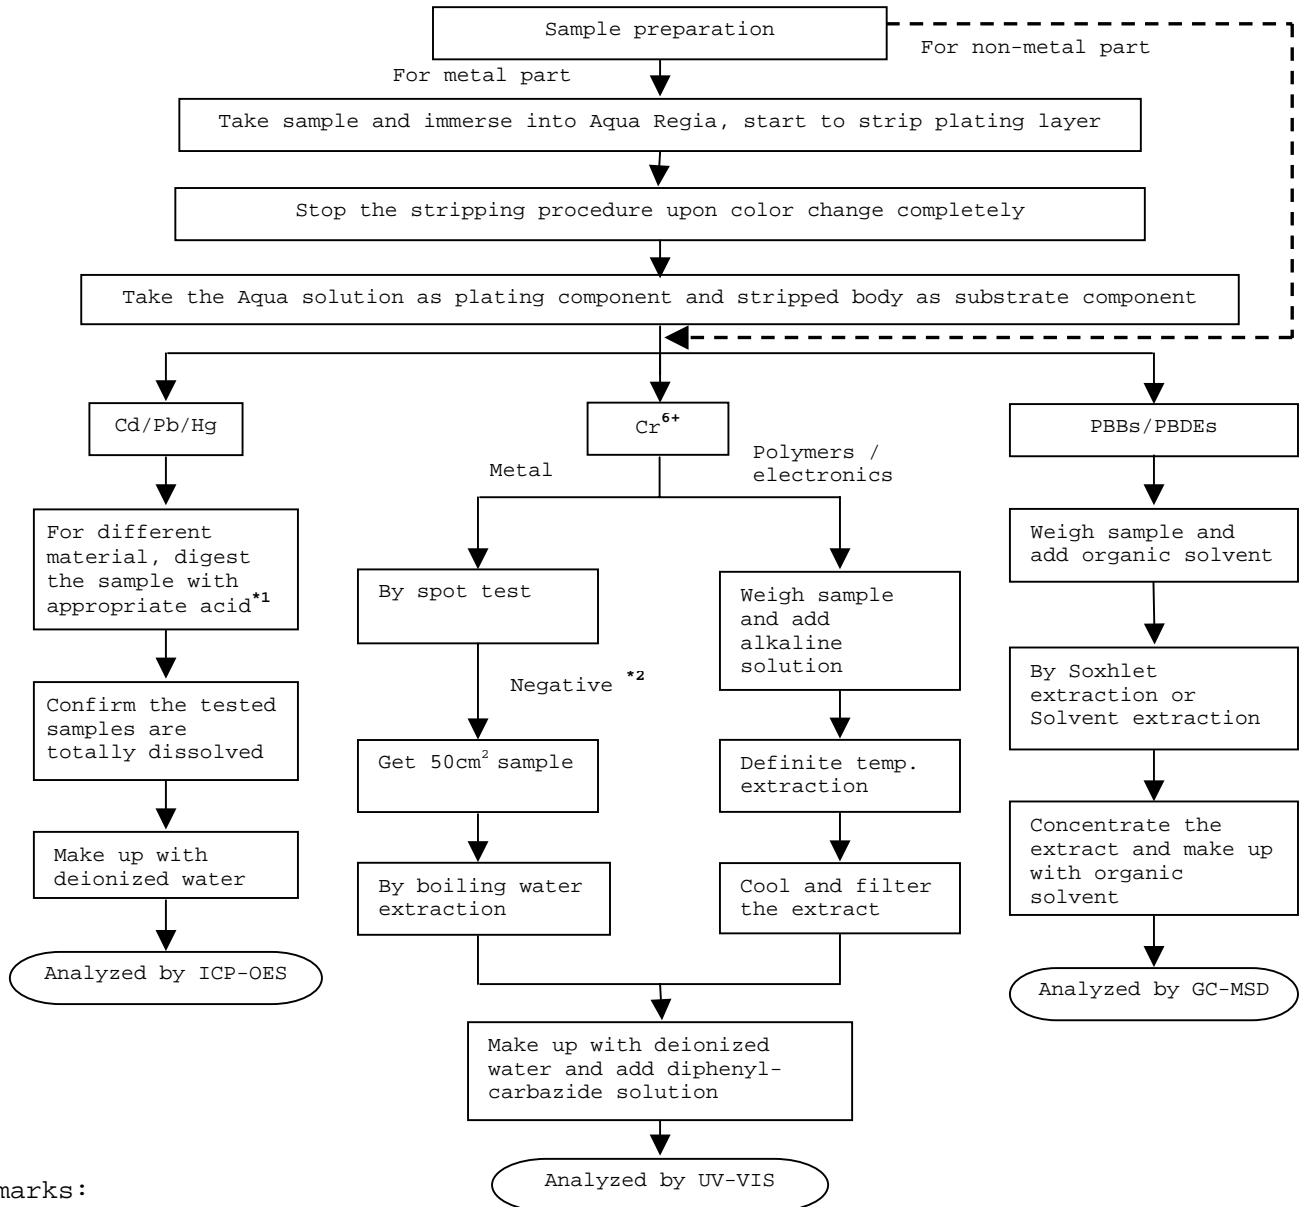 Sample preparation
For non-metal part
For metal part
Take sample and immerse into Aqua Regia, start to strip plating layer
Stop the stripping procedure upon color change completely
Take the Aqua solution as plating component and stripped body as substrate component
Cd/Pb/Hg
Cr⁶⁺
PBBs/PBDEs
Metal
Polymers /
electronics
For different
material, digest
the sample with
appropriate acid*1
Confirm the tested
samples are
totally dissolved
Make up with
deionized water
Analyzed by ICP-OES
By spot test
Negative *2
Get 50cm² sample
By boiling water
extraction
Weigh sample
and add
alkaline
solution
Definite temp.
extraction
Cool and filter
the extract
Make up with deionized
water and add diphenyl-
carbazide solution
Analyzed by UV-VIS
Weigh sample and
add organic solvent
By Soxhlet
extraction or
Solvent extraction
Concentrate the
extract and make up
with organic
solvent
Analyzed by GC-MSD
marks: